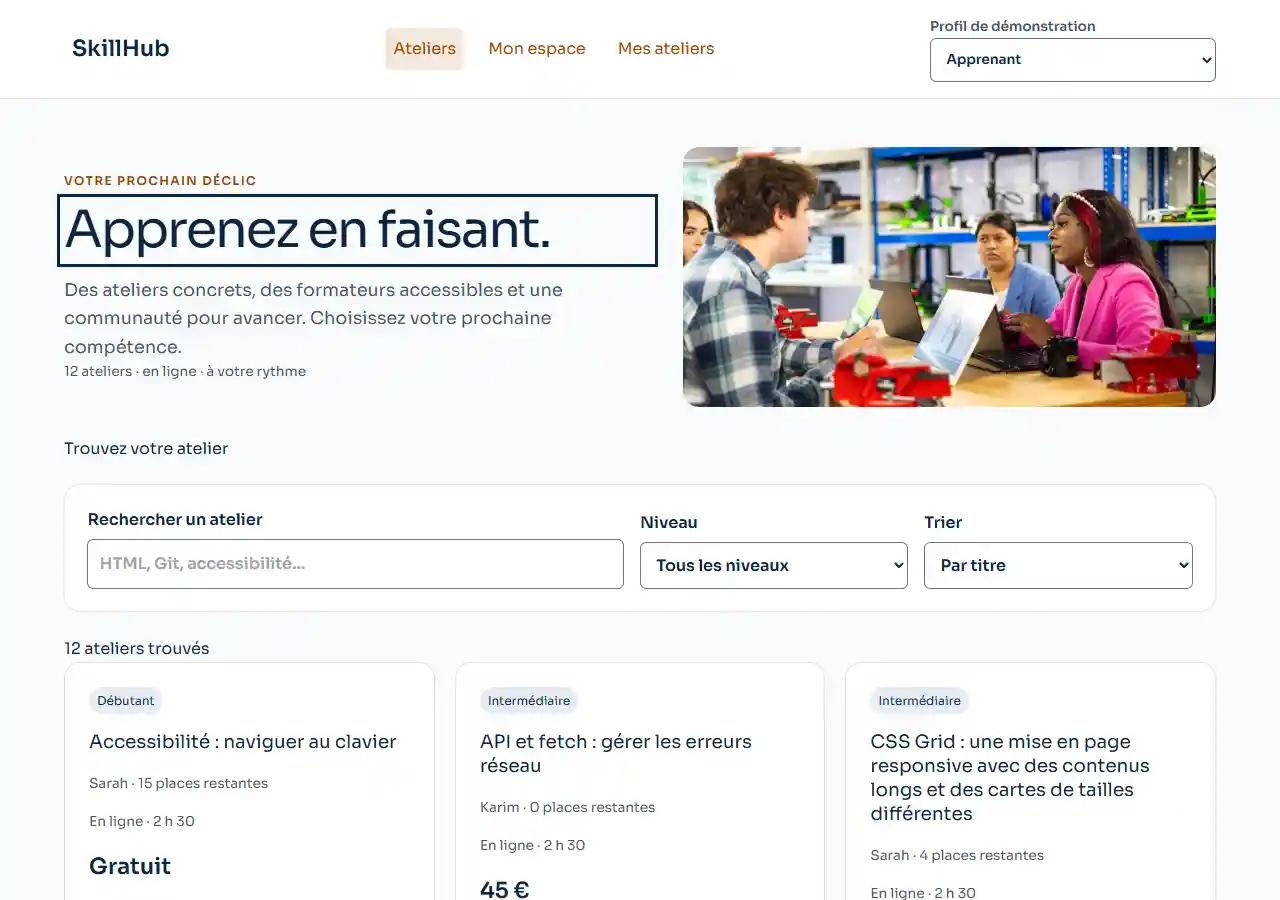 SkillHub
Ateliers
Mon espace
Mes ateliers
Profil de démonstration
Apprenant
VOTRE PROCHAIN DÉCLIC
Apprenez en faisant.
Des ateliers concrets, des formateurs accessibles et une
communauté pour avancer. Choisissez votre prochaine
compétence.
12 ateliers · en ligne · à votre rythme
Trouvez votre atelier
Rechercher un atelier
HTML, Git, accessibilité...
Niveau
Tous les niveaux
Trier
Par titre
12 ateliers trouvés
Débutant
Accessibilité : naviguer au clavier
Sarah · 15 places restantes
En ligne · 2 h 30
Gratuit
Intermédiaire
API et fetch : gérer les erreurs
réseau
Karim · 0 places restantes
En ligne · 2 h 30
45 €
Intermédiaire
CSS Grid : une mise en page
responsive avec des contenus
longs et des cartes de tailles
différentes
Sarah · 4 places restantes
En ligne · 2 h 30